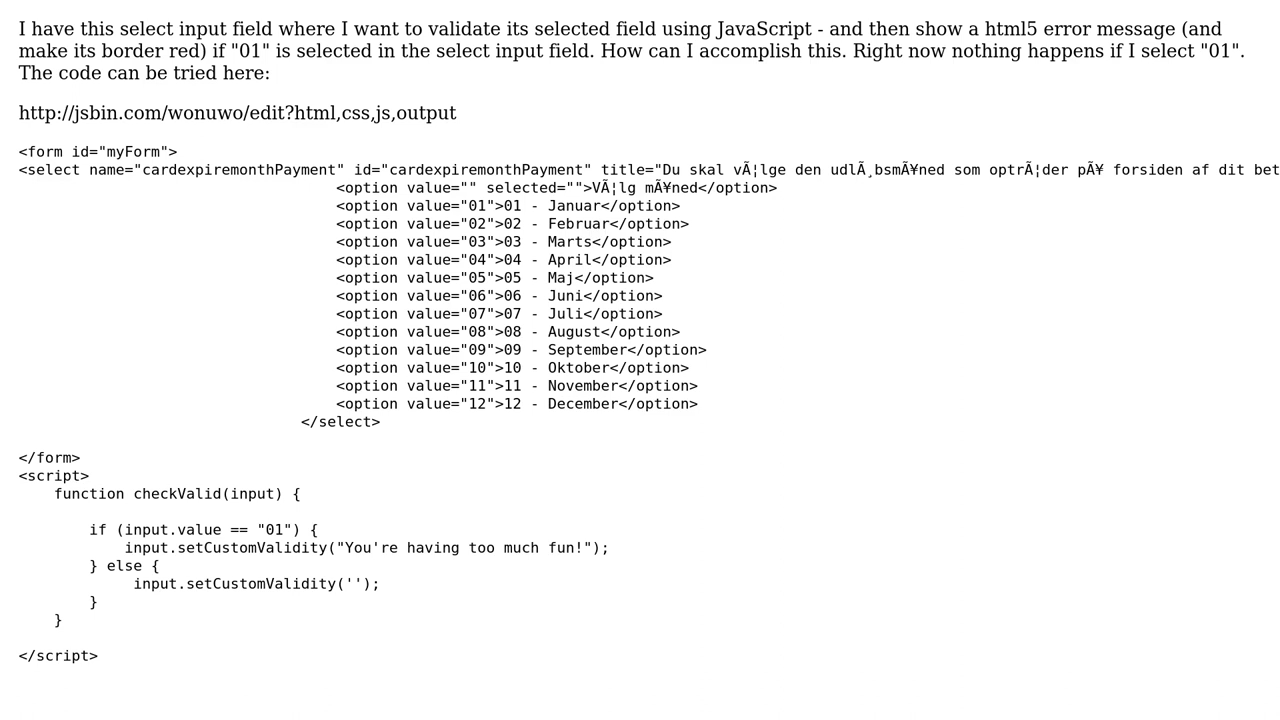 I have this select input field where I want to validate its selected field using JavaScript - and then show a html5 error message (and
make its border red) if "01" is selected in the select input field. How can I accomplish this. Right now nothing happens if I select "01".
The code can be tried here:
http://jsbin.com/wonuwo/edit?html,css,js,output
<form id="myForm">
<select name="cardexpiremonthPayment" id="cardexpiremonthPayment" title="Du skal vÃ¦lge den udlÃ¸bsmÃ¥ned som optrÃ¦der pÃ¥ forsiden af dit bet
<option value="" selected="">VÃ¦lg mÃ¥ned</option>
<option value="01">01 - Januar</option>
<option value="02">02 - Februar</option>
<option value="03">03 - Marts</option>
<option value="04">04 - April</option>
<option value="05">05 - Maj</option>
<option value="06">06 - Juni</option>
<option value="07">07 - Juli</option>
<option value="08">08 - August</option>
<option value="09">09 - September</option>
<option value="10">10 - Oktober</option>
<option value="11">11 - November</option>
<option value="12">12 - December</option>
</select>
</form>
<script>
function checkValid(input) {
if (input.value == "01") {
input.setCustomValidity("You're having too much fun!");
} else {
input.setCustomValidity('');
}
}
</script>